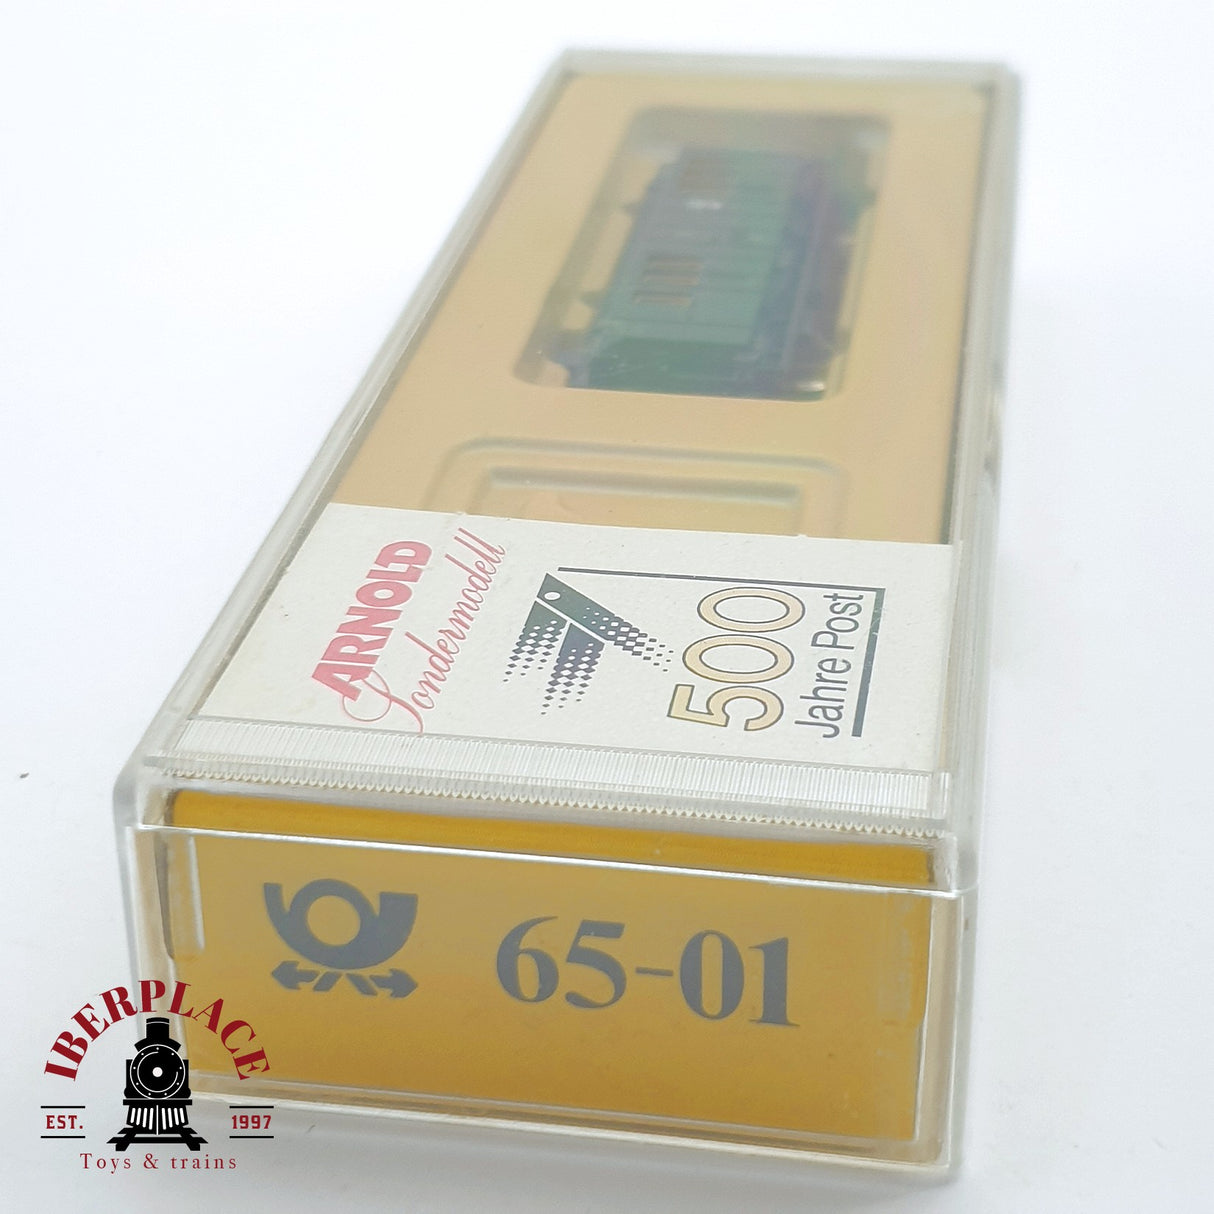 ARNOLD
Sondermodell
500
Jahre Post
65-01
IBERPLACE
EST. 1997
Toys & trains